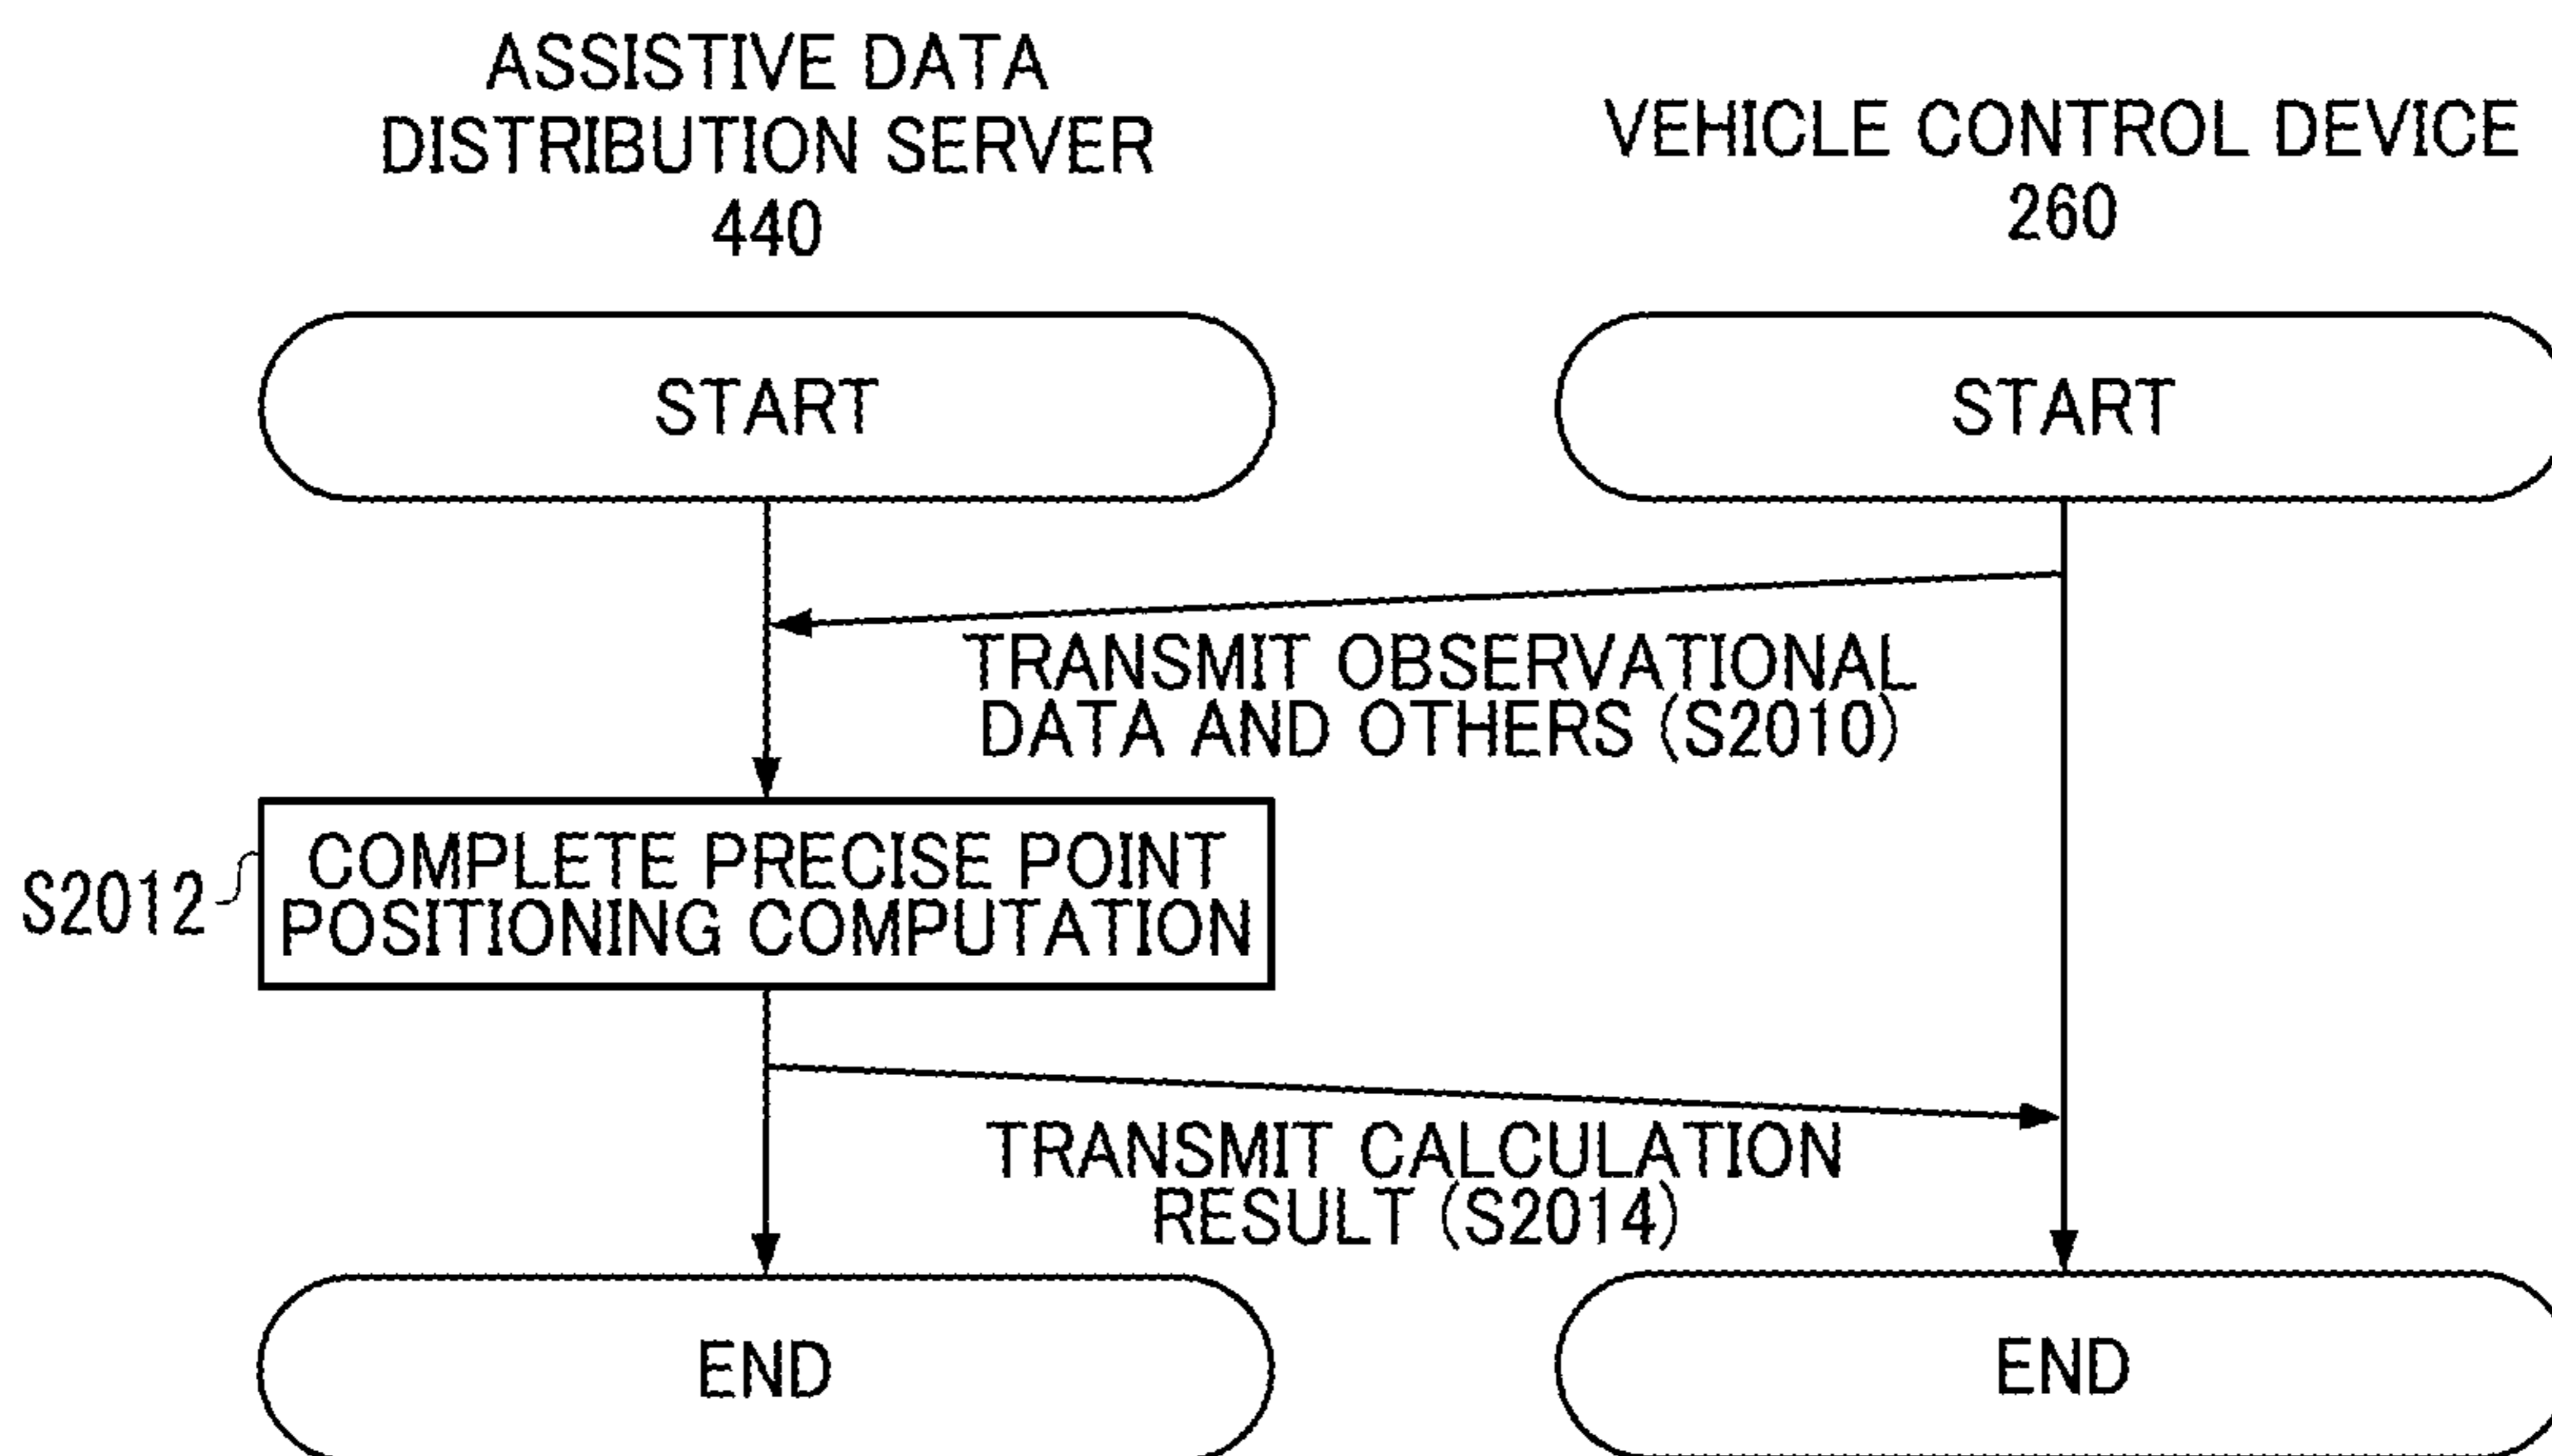 ASSISTIVE DATA
DISTRIBUTION SERVER
440
VEHICLE CONTROL DEVICE
260
START
START
TRANSMIT OBSERVATIONAL
DATA AND OTHERS (S2010)
S2012
COMPLETE PRECISE POINT
POSITIONING COMPUTATION
TRANSMIT CALCULATION
RESULT (S2014)
END
END